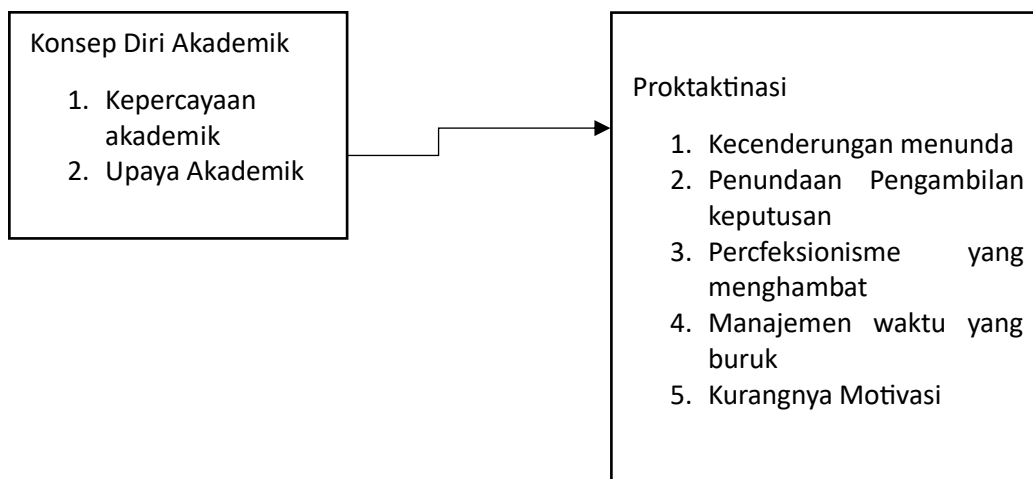 Konsep Diri Akademik
1. Kepercayaan
akademik
2. Upaya Akademik
Proktaktinasi
1. Kecenderungan menunda
2. Penundaan Pengambilan
keputusan
3. Percfeksionisme yang
menghambat
4. Manajemen waktu yang
buruk
5. Kurangnya Motivasi